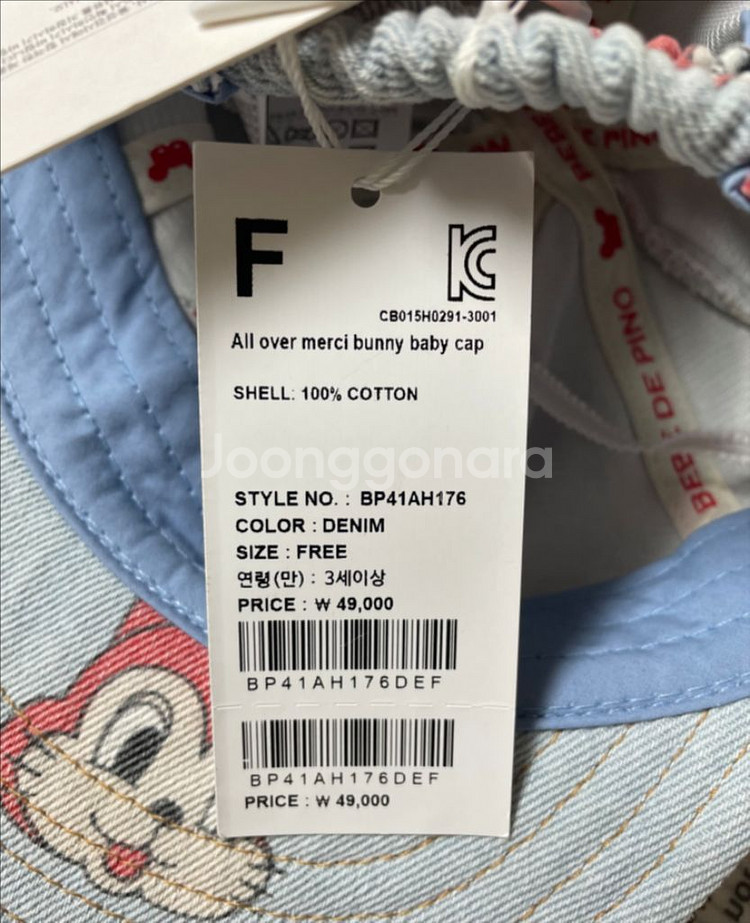 F
KC
CB015H0291-3001
All over merci bunny baby cap
SHELL: 100% COTTON
Joonggonara
STYLE NO. : BP41AH176
COLOR : DENIM
SIZE : FREE
연령(만) : 3세이상
PRICE : ₩ 49,000
BP41AH176DEF
BP41AH176DEF
PRICE : ₩ 49,000
DE PINO